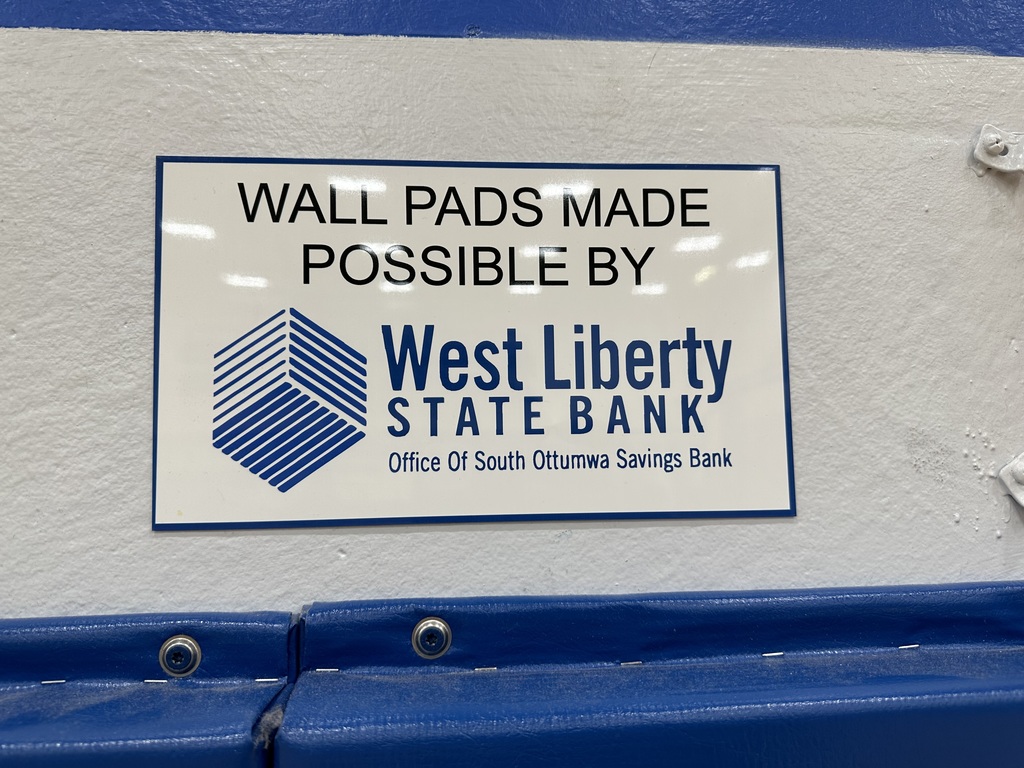 WALL PADS MADE
POSSIBLE BY
West Liberty
STATE BANK
Office Of South Ottumwa Savings Bank